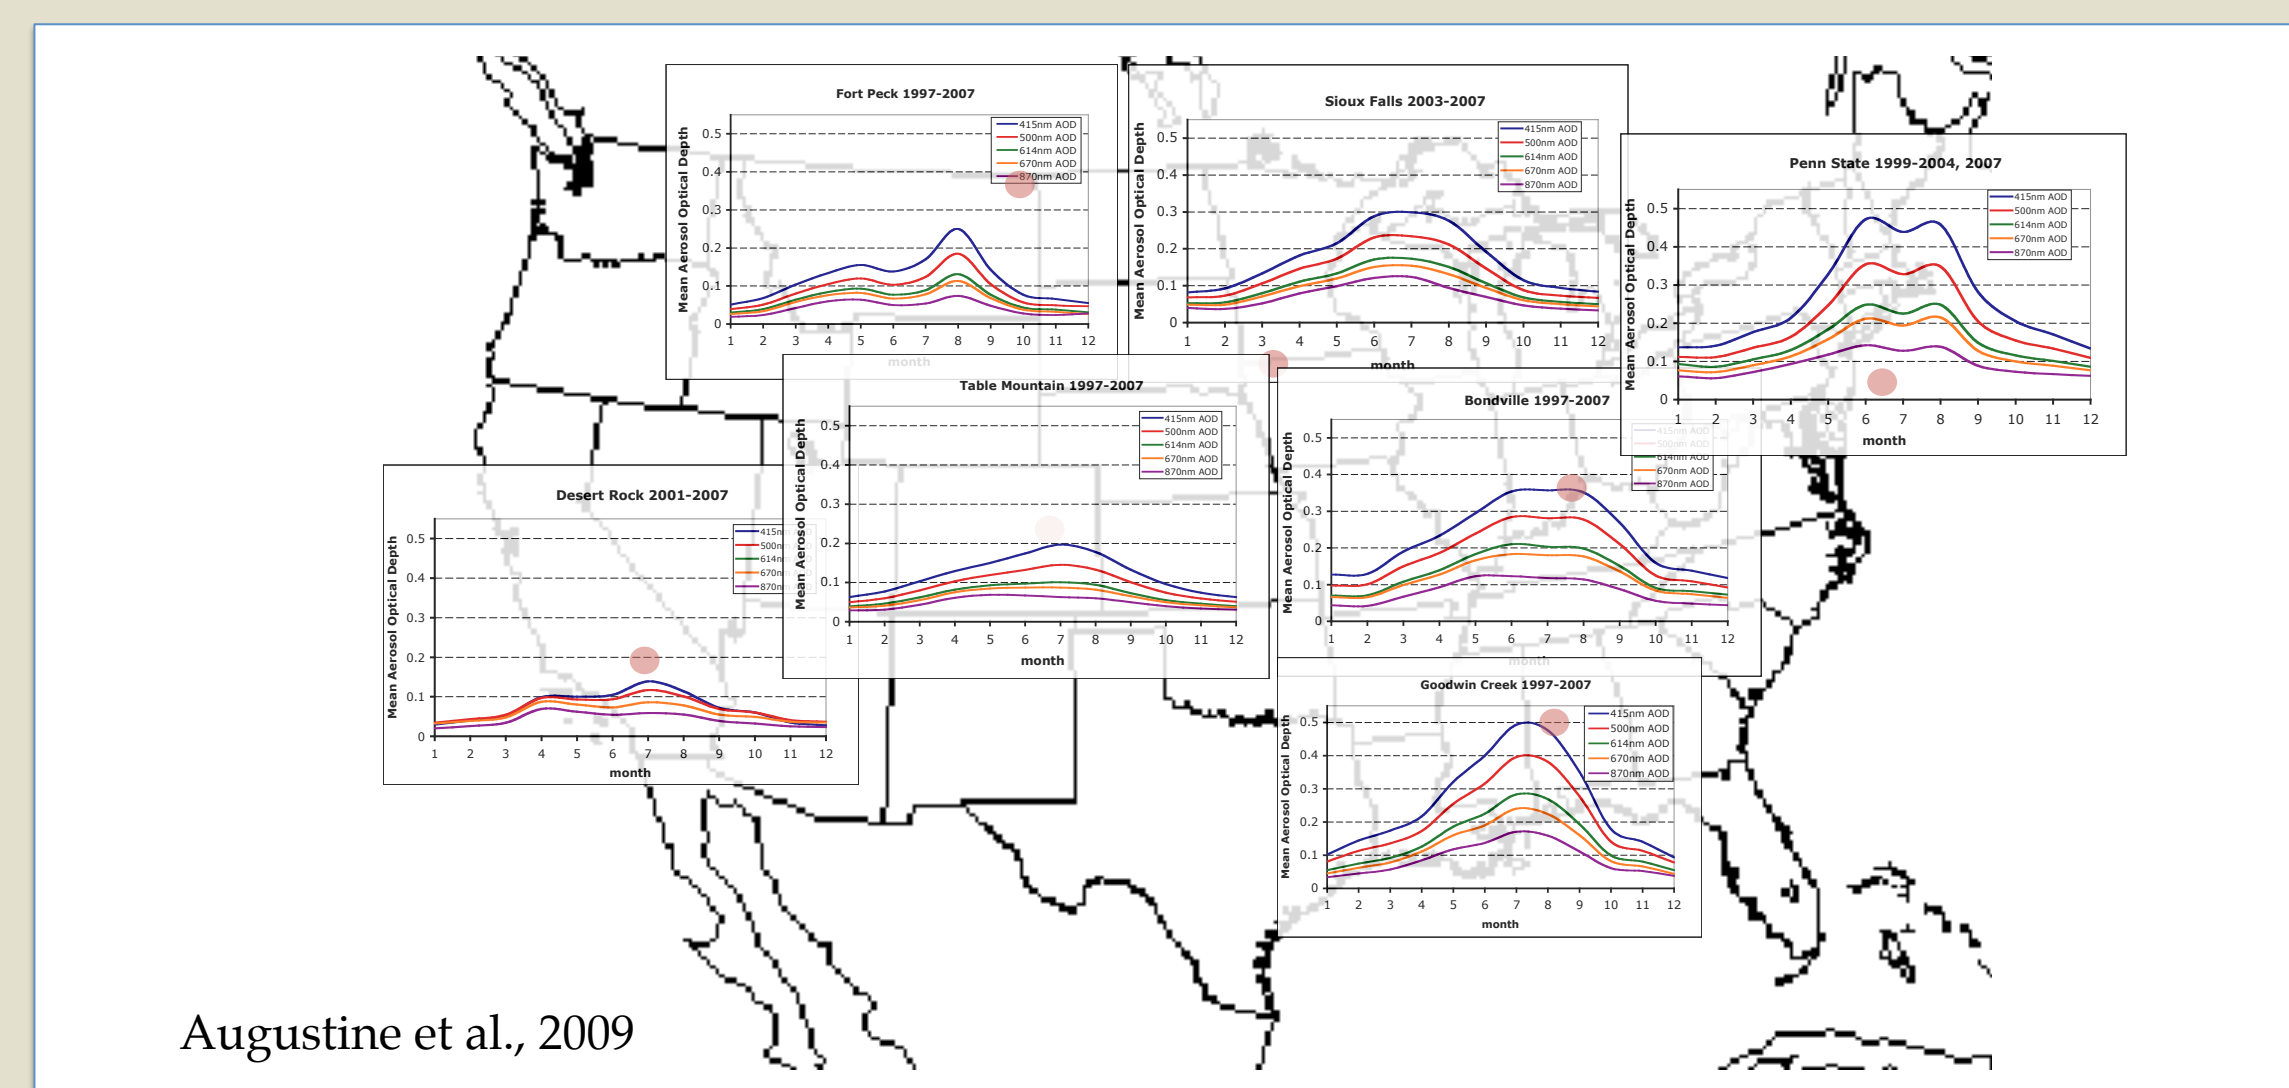 Fort Peck 1997-2007
Mean Aerosol Optical Depth
0.5
0.4
0.3
0.2
0.1
0
415nm AOD
500nm AOD
614nm AOD
670nm AOD
870nm AOD
1 2 3 4 5 6 7 8 9 10 11 12
month
Sioux Falls 2003-2007
Mean Aerosol Optical Depth
0.5
0.4
0.3
0.2
0.1
0
415nm AOD
500nm AOD
614nm AOD
670nm AOD
870nm AOD
1 2 3 4 5 6 7 8 9 10 11 12
month
Penn State 1999-2004, 2007
Mean Aerosol Optical Depth
0.5
0.4
0.3
0.2
0.1
0
415nm AOD
500nm AOD
614nm AOD
670nm AOD
870nm AOD
1 2 3 4 5 6 7 8 9 10 11 12
month
Table Mountain 1997-2007
Mean Aerosol Optical Depth
0.5
0.4
0.3
0.2
0.1
0
415nm AOD
500nm AOD
614nm AOD
670nm AOD
870nm AOD
1 2 3 4 5 6 7 8 9 10 11 12
month
Bondville 1997-2007
Mean Aerosol Optical Depth
0.5
0.4
0.3
0.2
0.1
0
415nm AOD
500nm AOD
614nm AOD
670nm AOD
870nm AOD
1 2 3 4 5 6 7 8 9 10 11 12
month
Desert Rock 2001-2007
Mean Aerosol Optical Depth
0.5
0.4
0.3
0.2
0.1
0
415nm
500nm
614nm
670nm
870nm
1 2 3 4 5 6 7 8 9 10 11 12
month
Goodwin Creek 1997-2007
Mean Aerosol Optical Depth
0.5
0.4
0.3
0.2
0.1
0
415nm AOD
500nm AOD
614nm AOD
670nm AOD
870nm AOD
1 2 3 4 5 6 7 8 9 10 11 12
month
Augustine et al., 2009